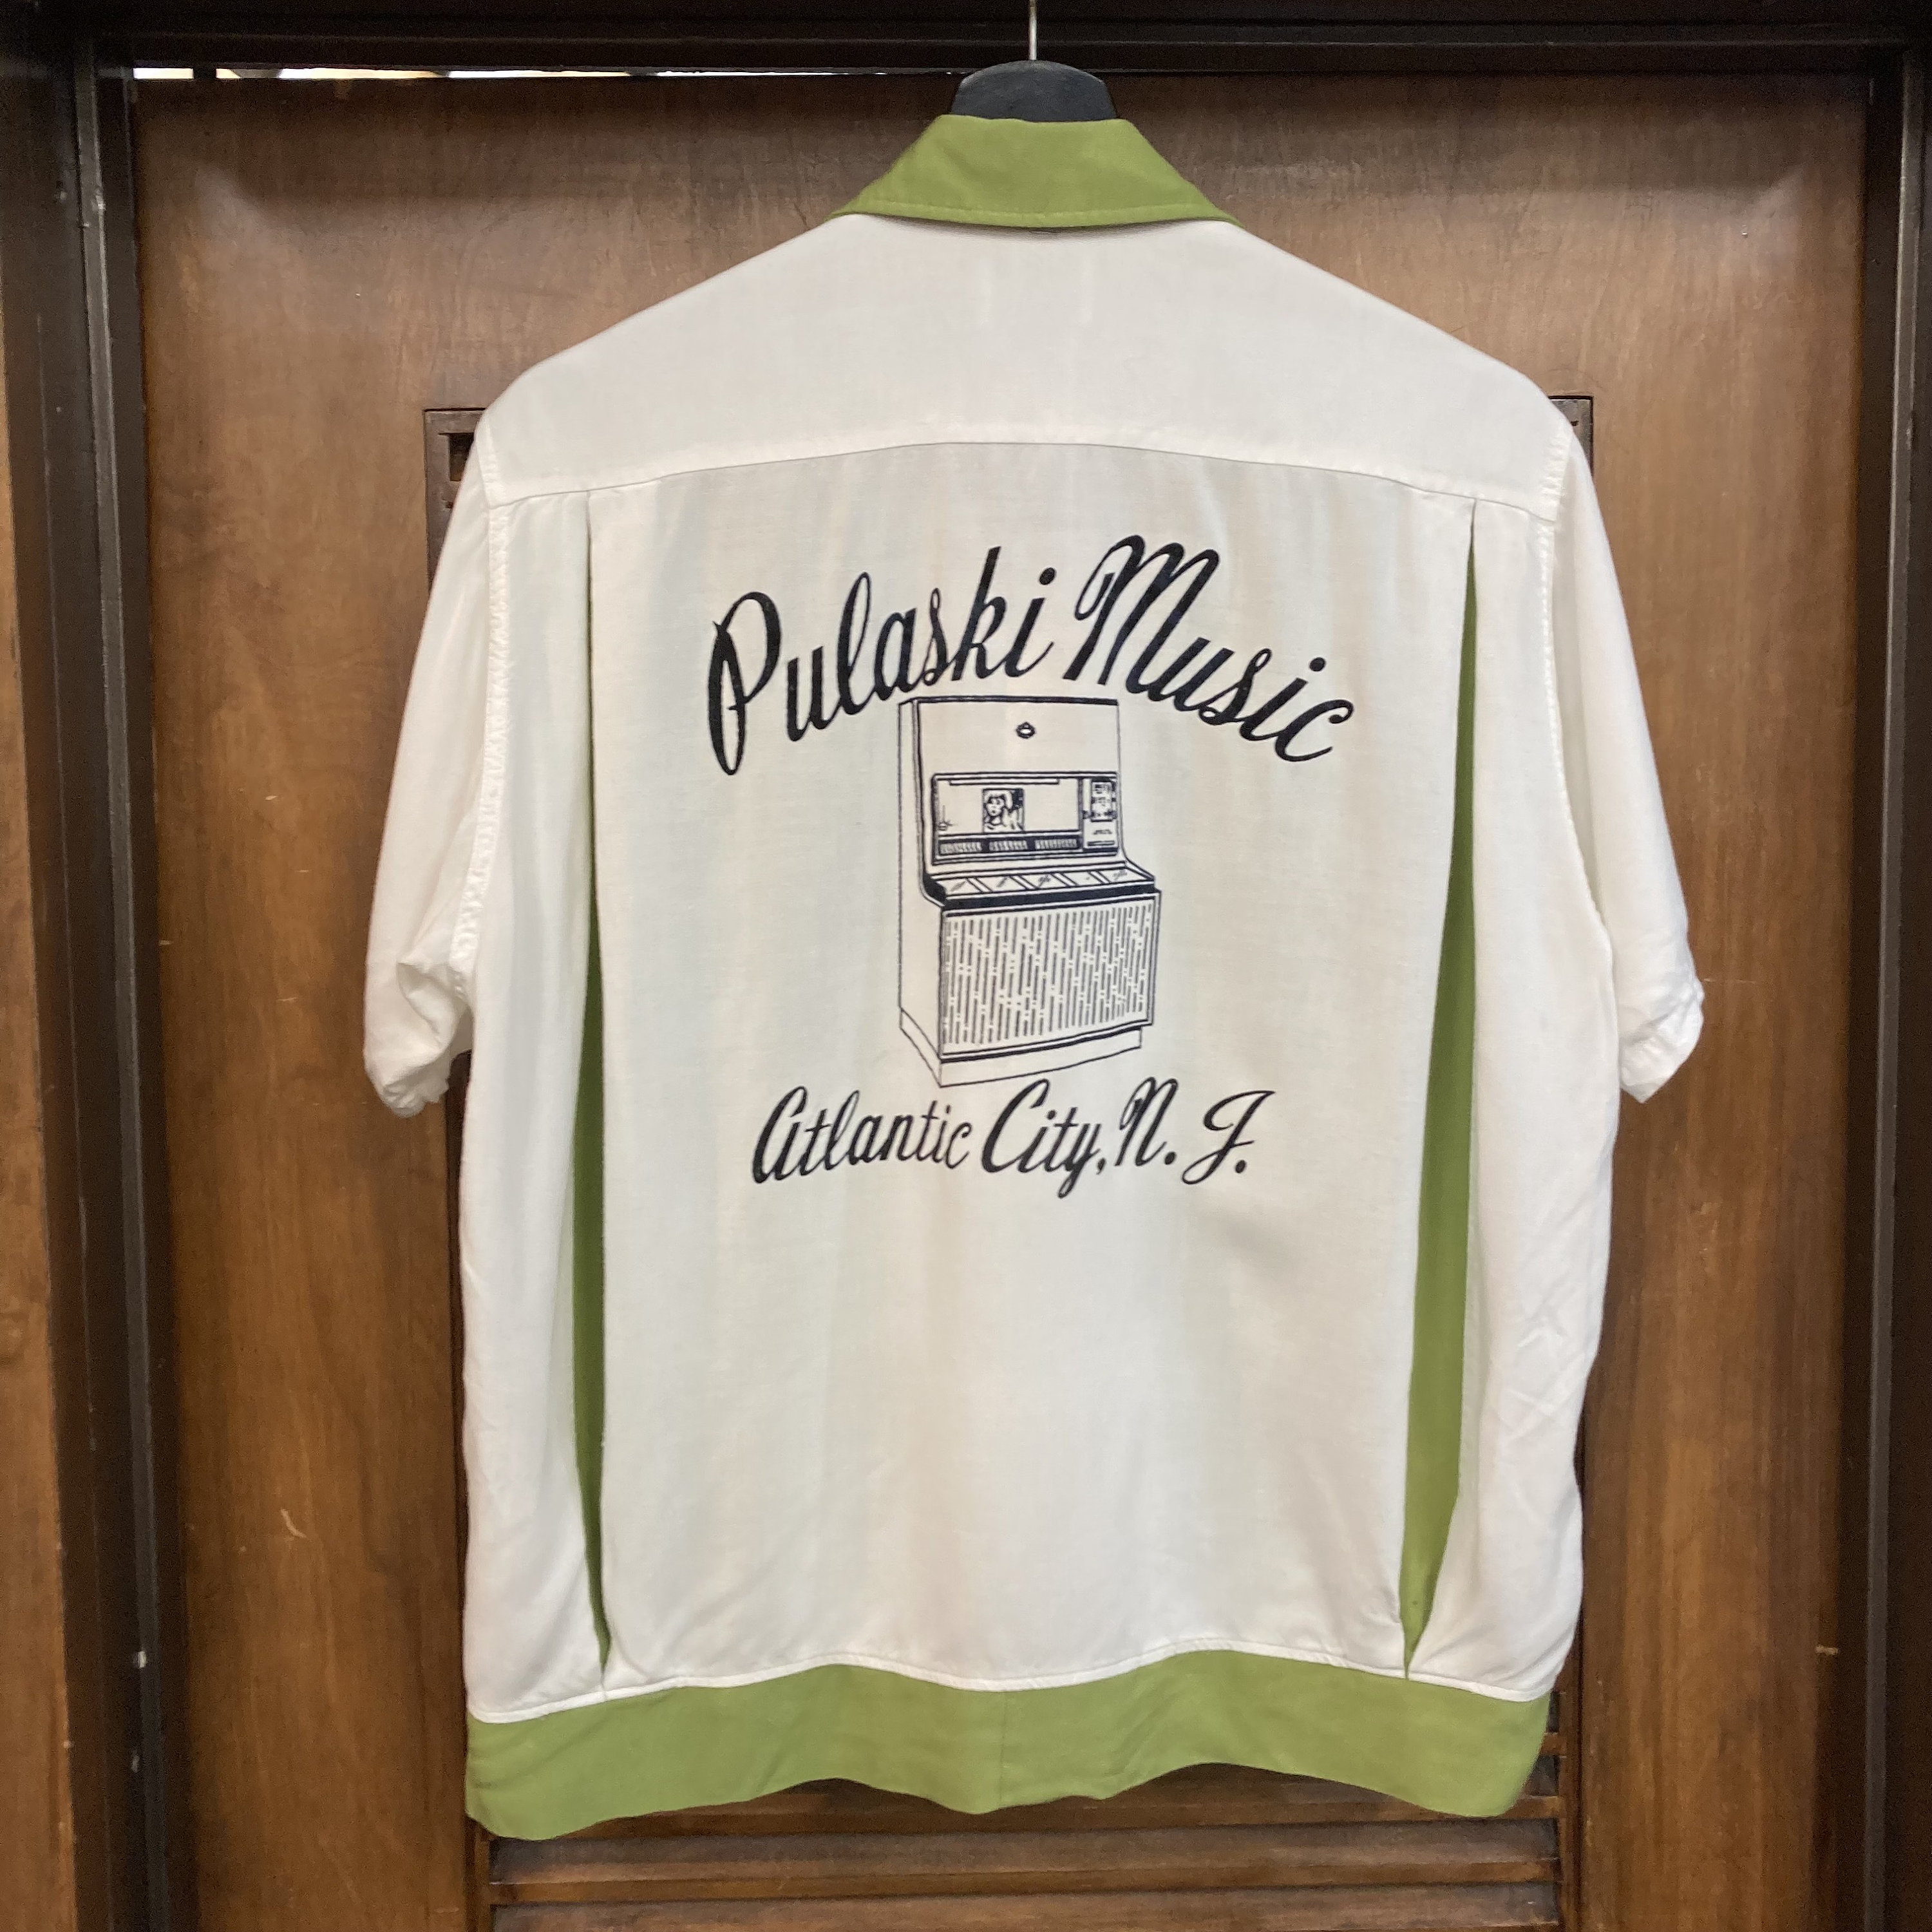 Pulaski Music
Atlantic City, N. J.